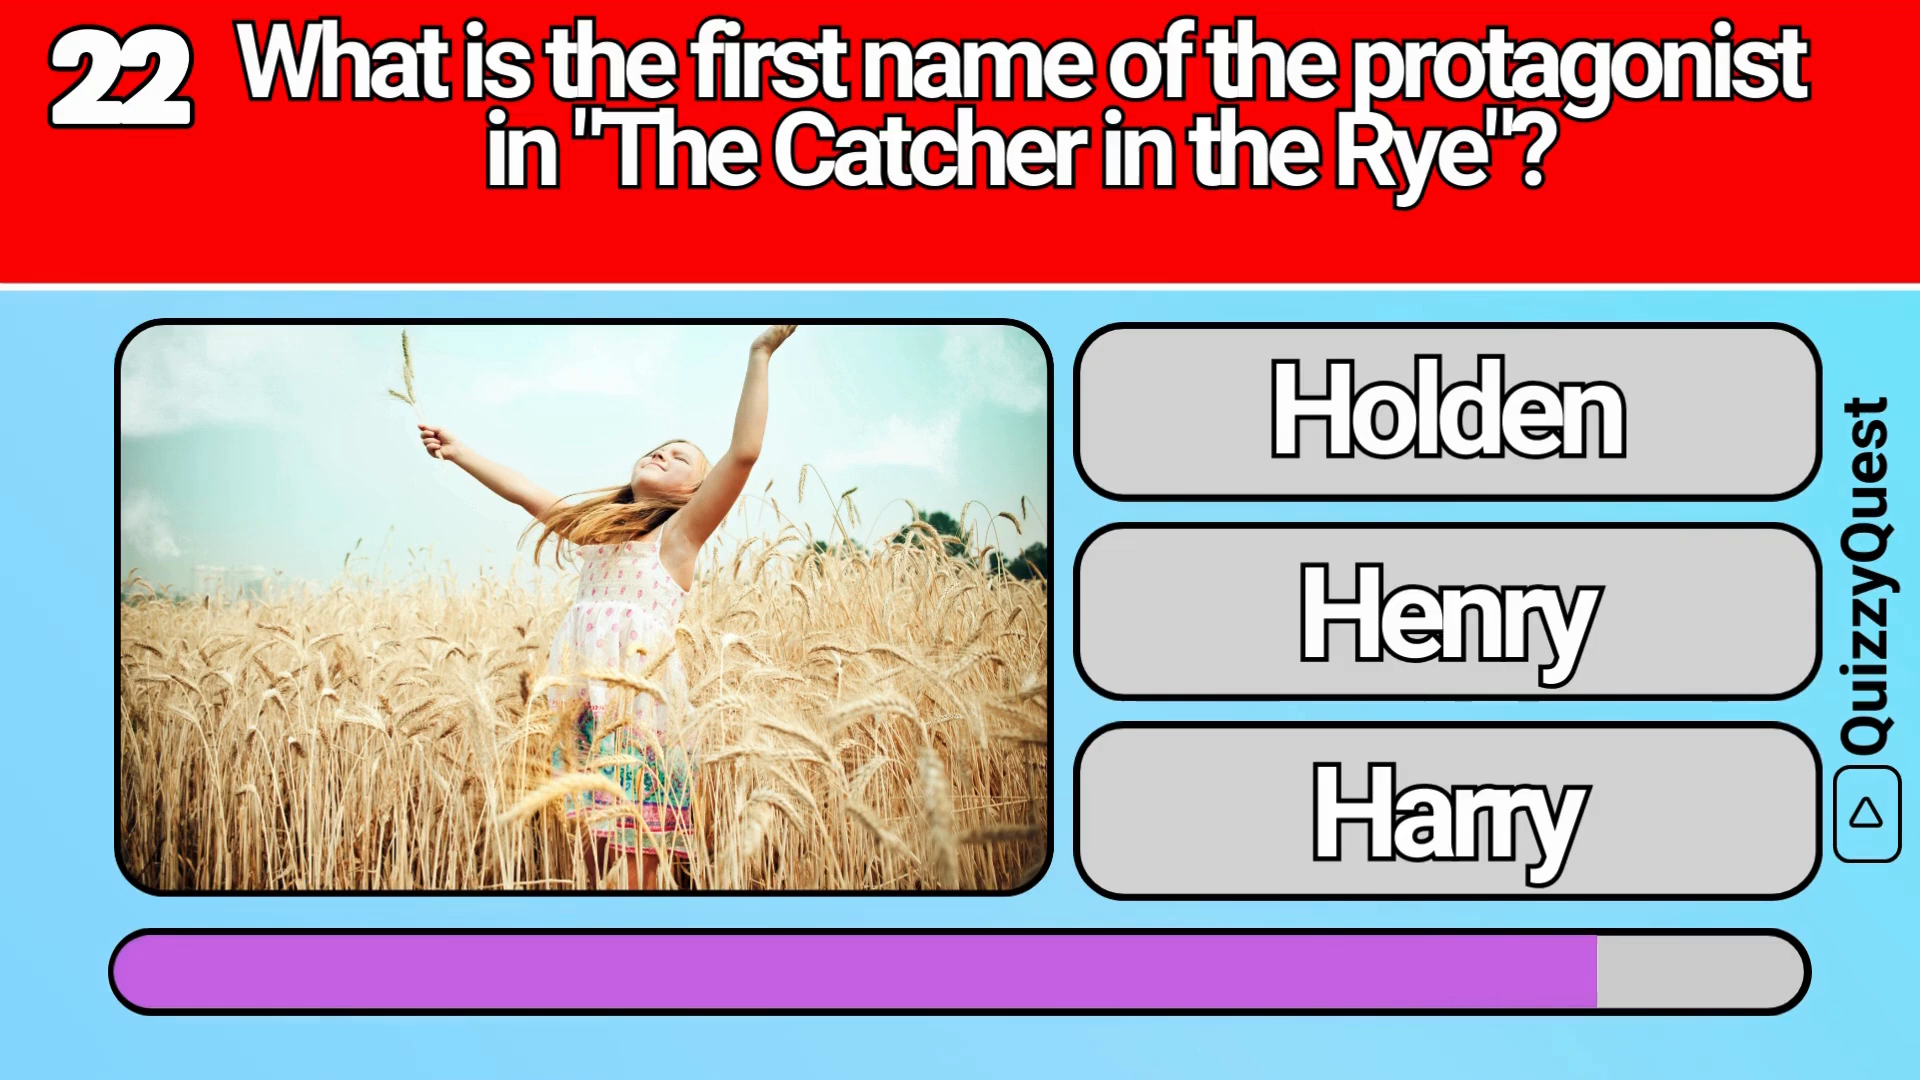 22
What is the first name of the protagonist
in "The Catcher in the Rye"?
Holden
Henry
Harry
QuizzyQuest